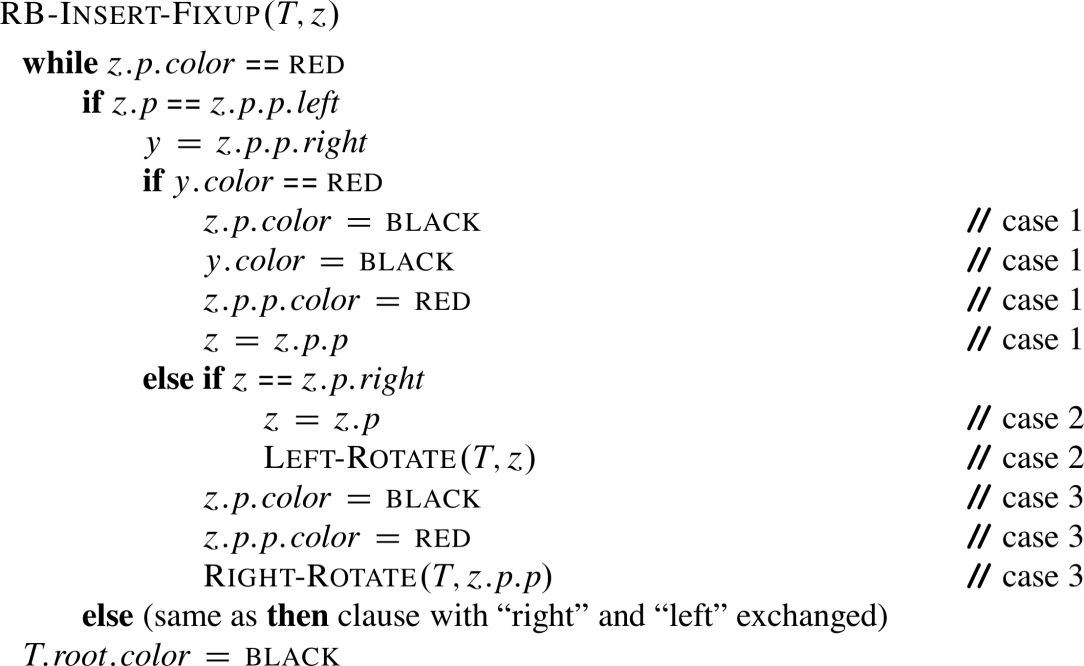 RB-INSERT-FIXUP(T, z)
while z.p.color == RED
if z.p == z.p.p.left
y = z.p.p.right
if y.color == RED
z.p.color = BLACK // case 1
y.color = BLACK // case 1
z.p.p.color = RED // case 1
z = z.p.p // case 1
else if z == z.p.right
z = z.p // case 2
LEFT-ROTATE(T, z) // case 2
z.p.color = BLACK // case 3
z.p.p.color = RED // case 3
RIGHT-ROTATE(T, z.p.p) // case 3
else (same as then clause with “right” and “left” exchanged)
T.root.color = BLACK